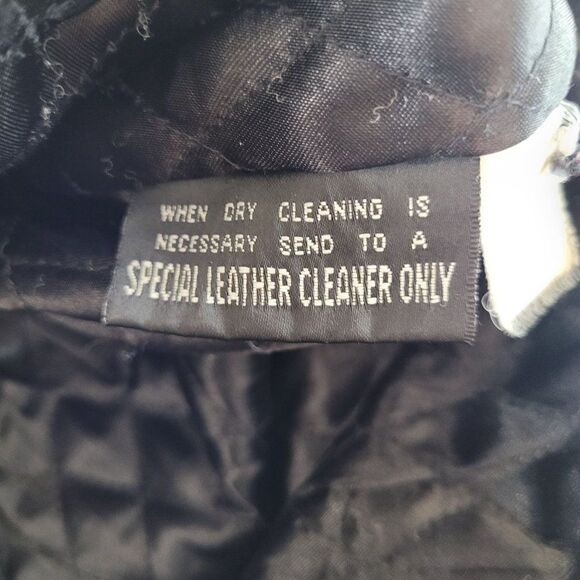 WHEN DRY CLEANING IS
NECESSARY SEND TO A
SPECIAL LEATHER CLEANER ONLY